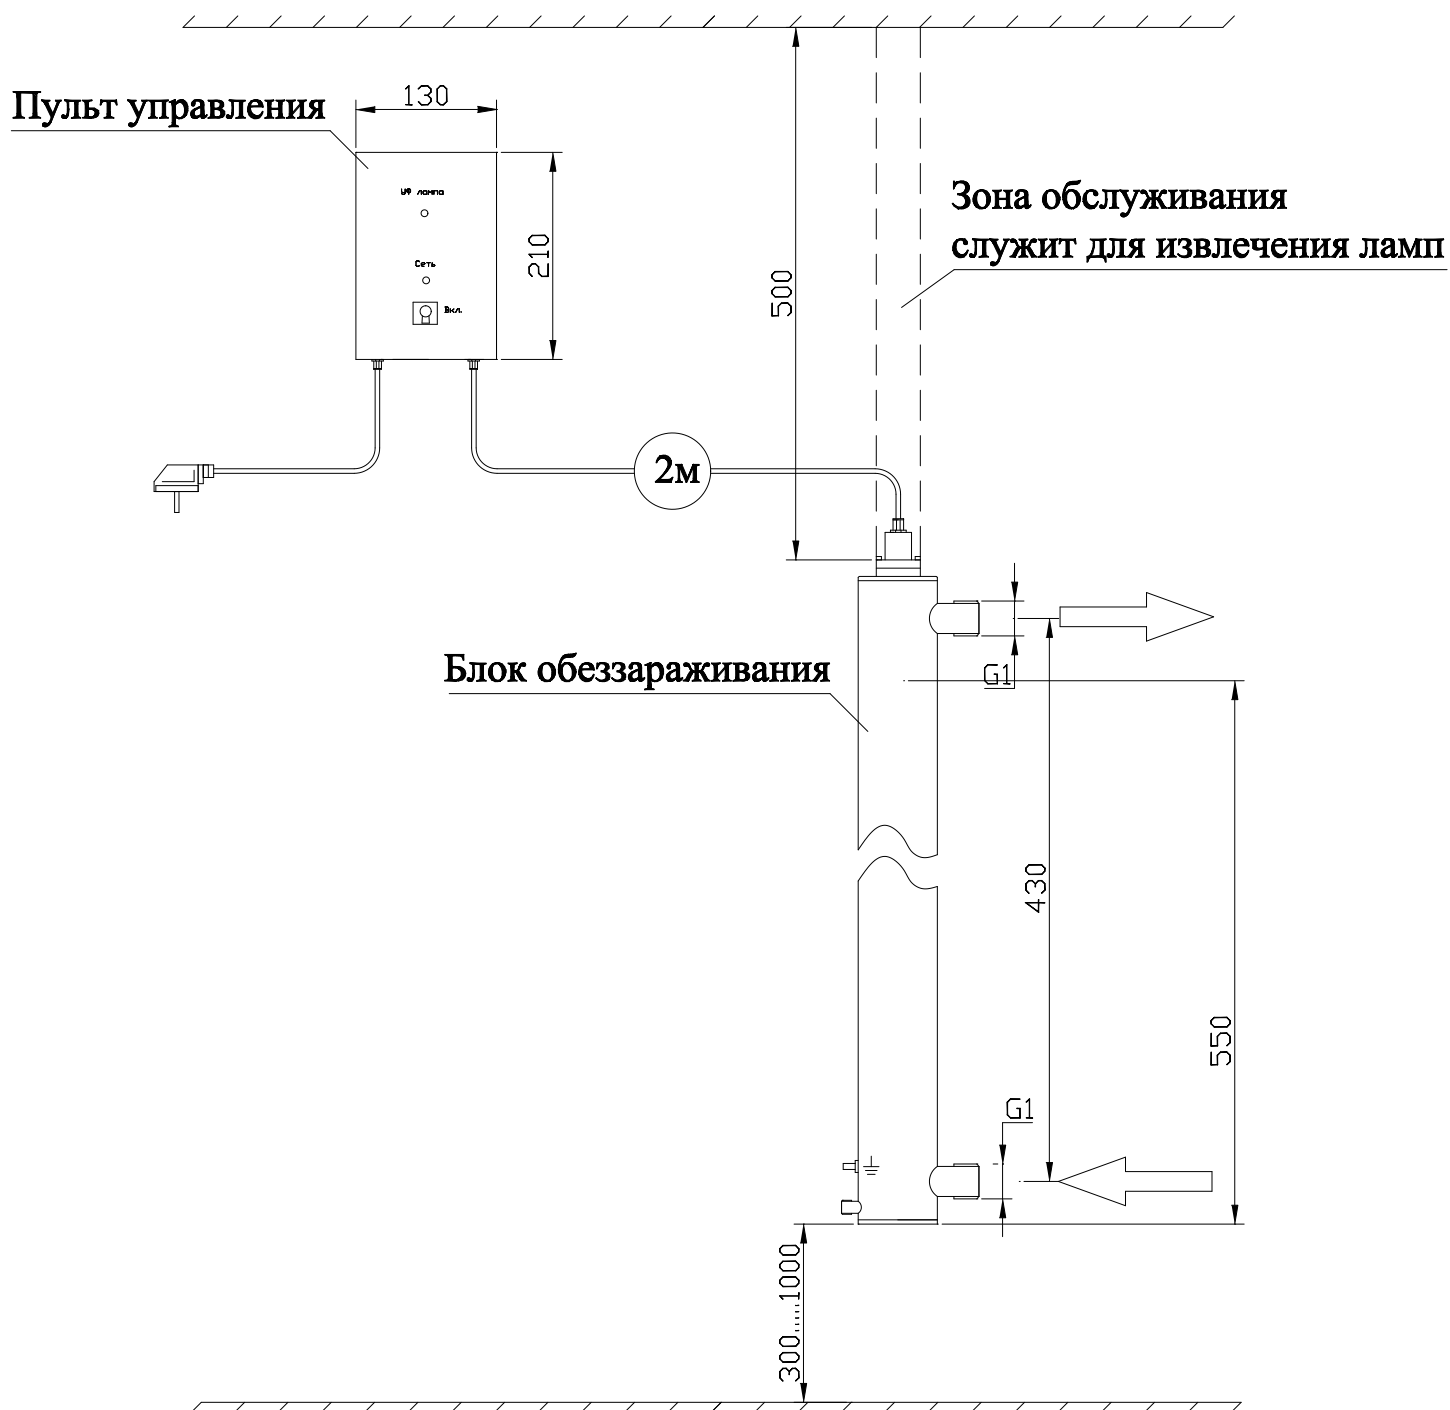 130
Пульт управления
УФ лампа
Зона обслуживания
служит для извлечения ламп
210
Сеть
500
Вкл.
2м
Блок обеззараживания
G1
430
550
G1
300.....1000